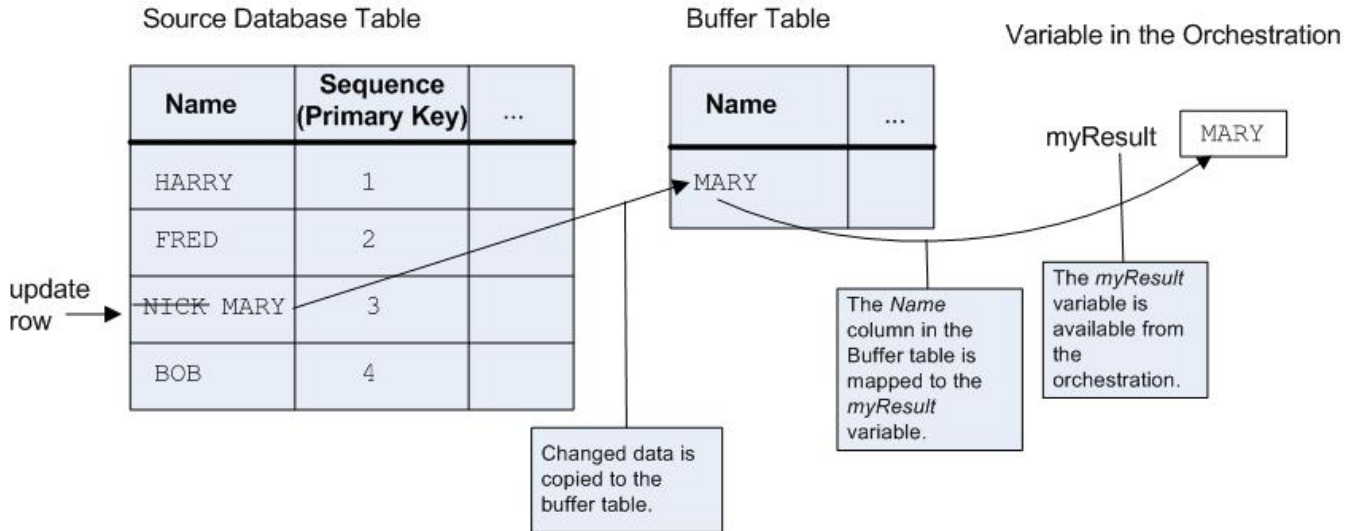 Source Database Table
Buffer Table
Variable in the Orchestration
Name
Sequence
(Primary Key)
...
HARRY
1
FRED
2
update
row
NICK MARY
3
BOB
4
Name
...
MARY
myResult
MARY
Changed data is
copied to the
buffer table.
The Name
column in the
Buffer table is
mapped to the
myResult
variable.
The myResult
variable is
available from
the
orchestration.